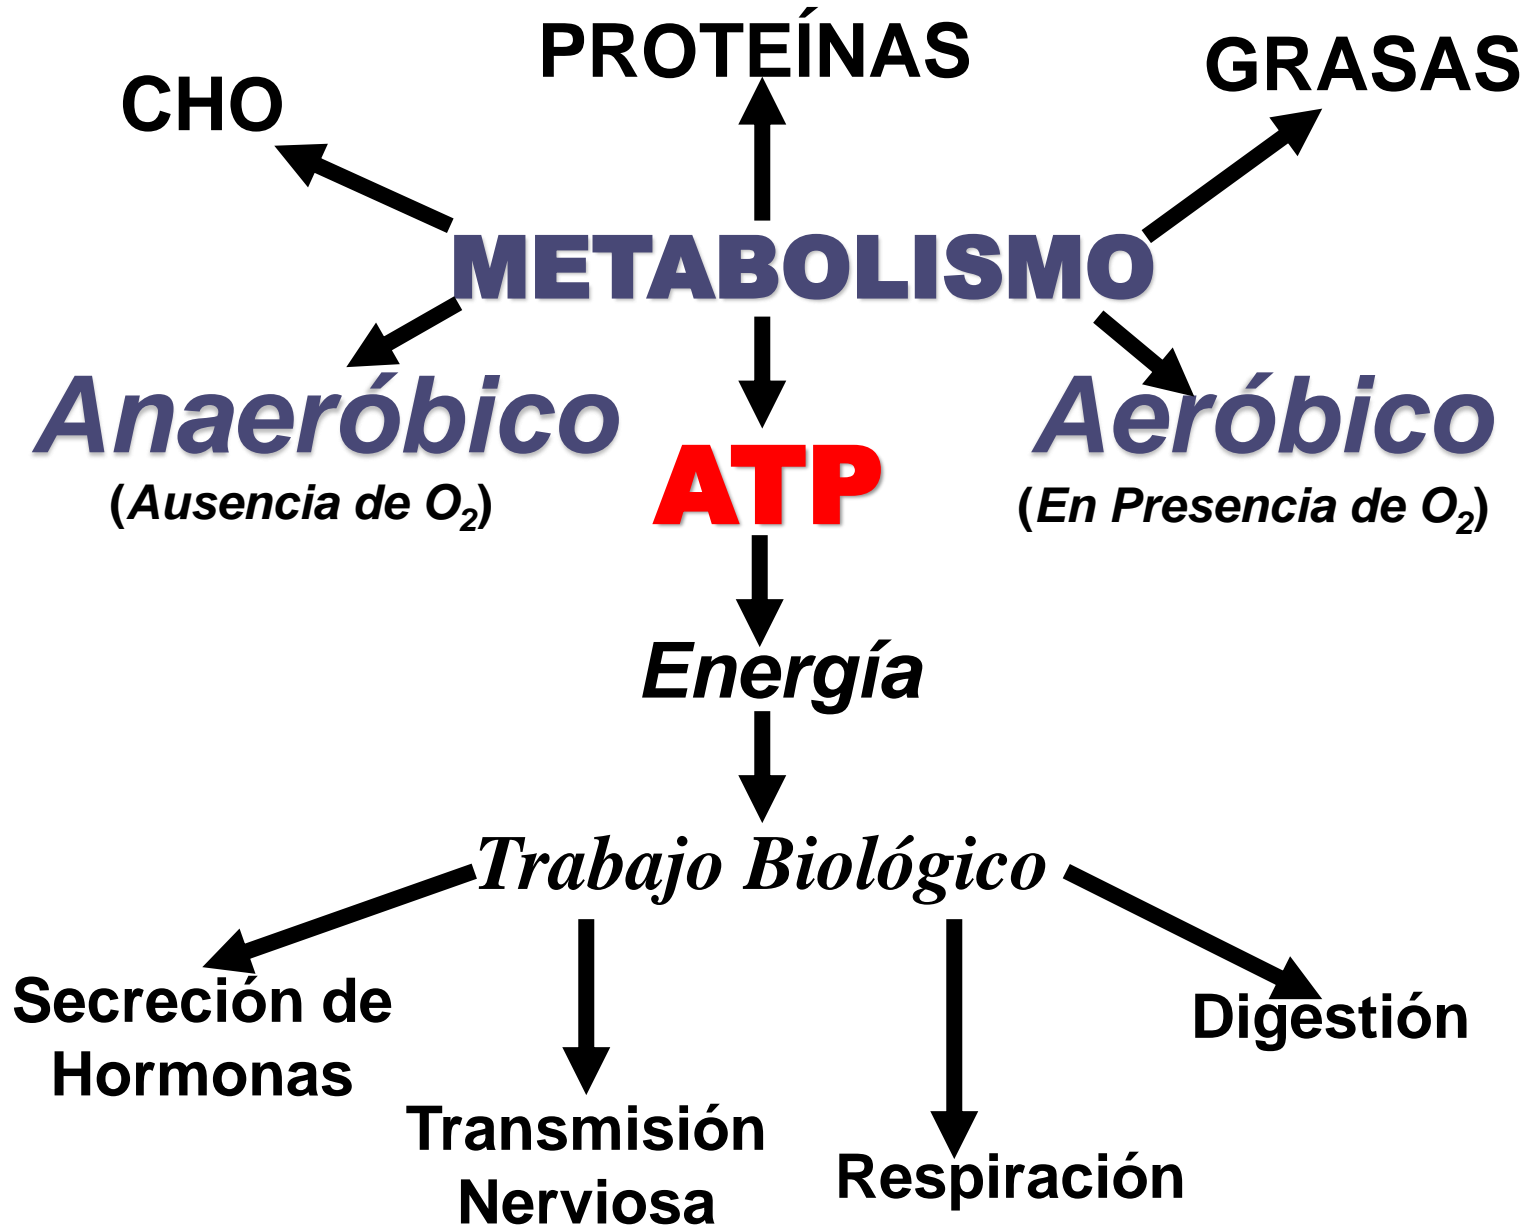 PROTEÍNAS
CHO
GRASAS
METABOLISMO
Anaeróbico
Aeróbico
(Ausencia de O₂)
ATP
(En Presencia de O₂)
Energía
Trabajo Biológico
Secreción de
Hormonas
Digestión
Transmisión
Nerviosa
Respiración